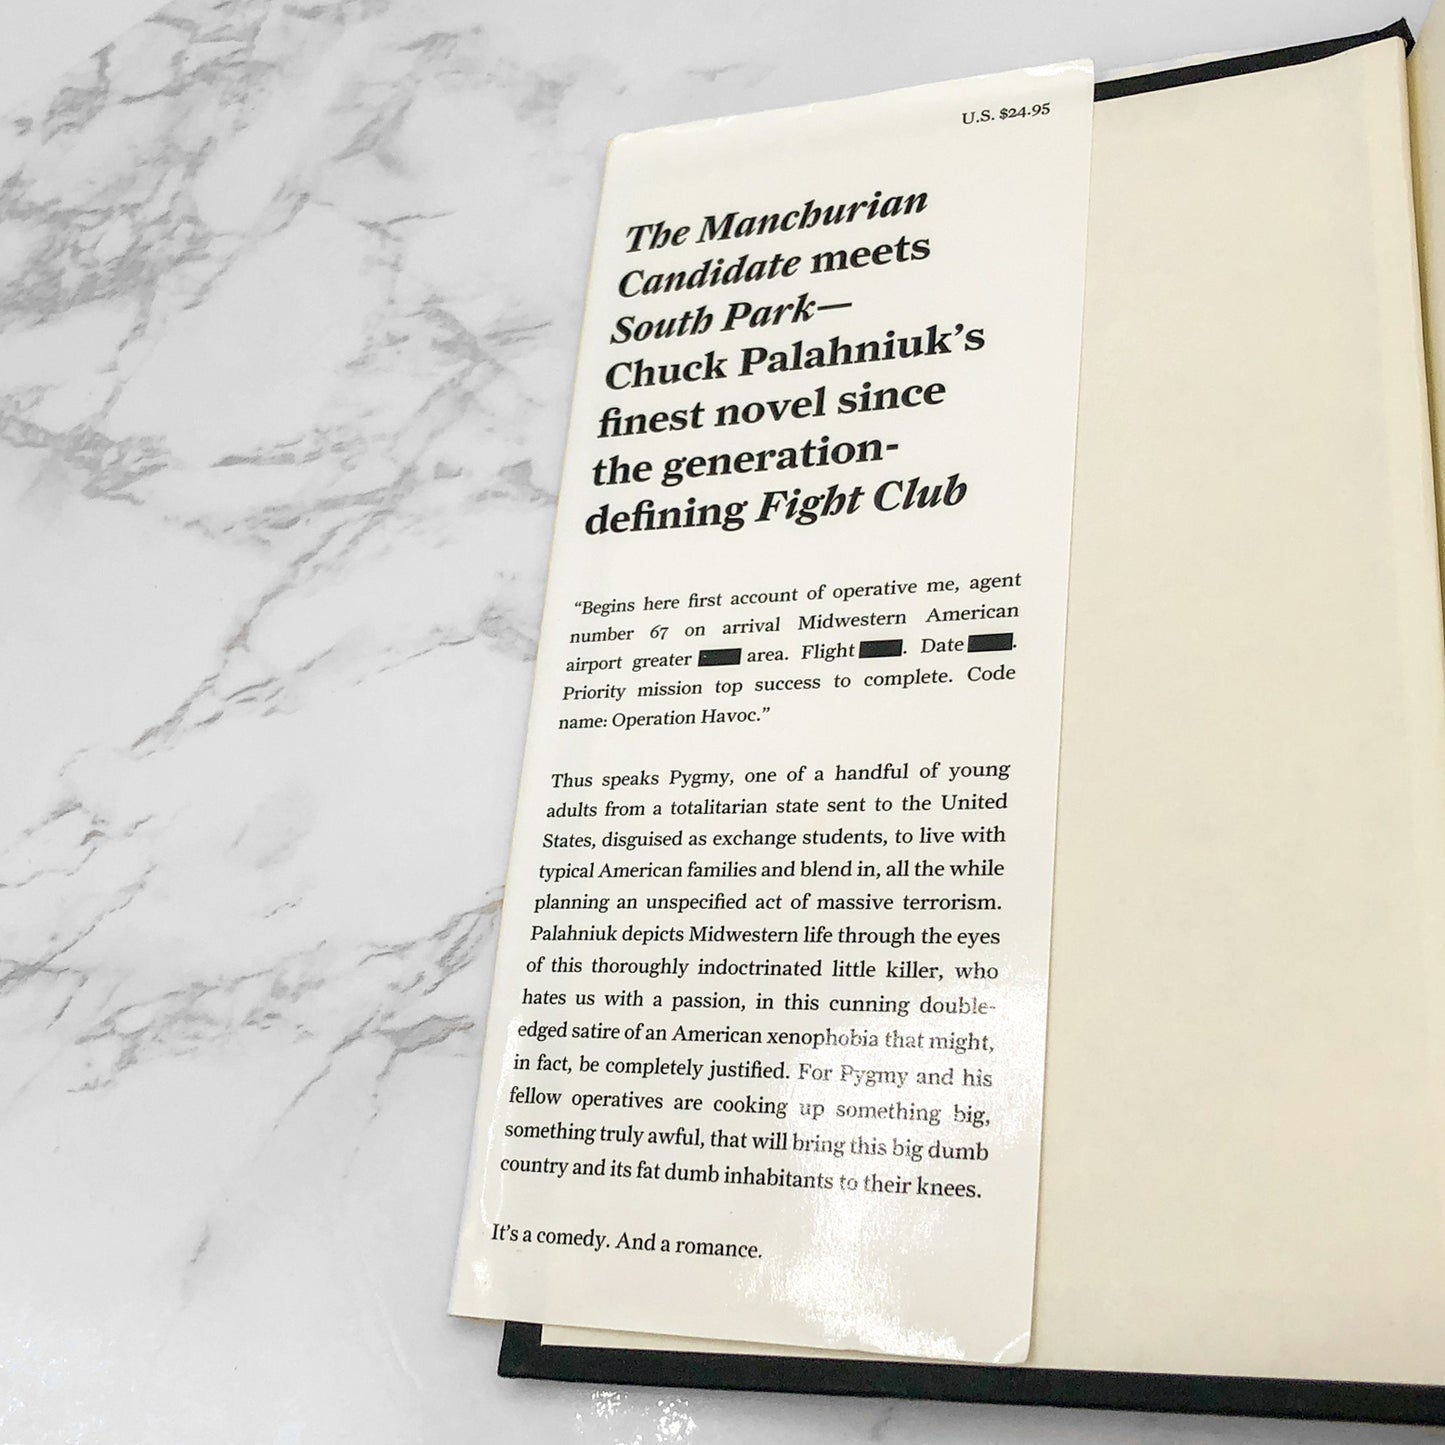 U.S. $24.95
The Manchurian
Candidate meets
South Park—
Chuck Palahniuk's
finest novel since
the generation-
defining Fight Club
“Begins here first account of operative me, agent
number 67 on arrival Midwestern American
airport greater area. Flight . Date .
Priority mission top success to complete. Code
name: Operation Havoc.”
Thus speaks Pygmy, one of a handful of young
adults from a totalitarian state sent to the United
States, disguised as exchange students, to live with
typical American families and blend in, all the while
planning an unspecified act of massive terrorism.
Palahniuk depicts Midwestern life through the eyes
of this thoroughly indoctrinated little killer, who
hates us with a passion, in this cunning double-
edged satire of an American xenophobia that might,
in fact, be completely justified. For Pygmy and his
fellow operatives are cooking up something big,
something truly awful, that will bring this big dumb
country and its fat dumb inhabitants to their knees.
It's a comedy. And a romance.